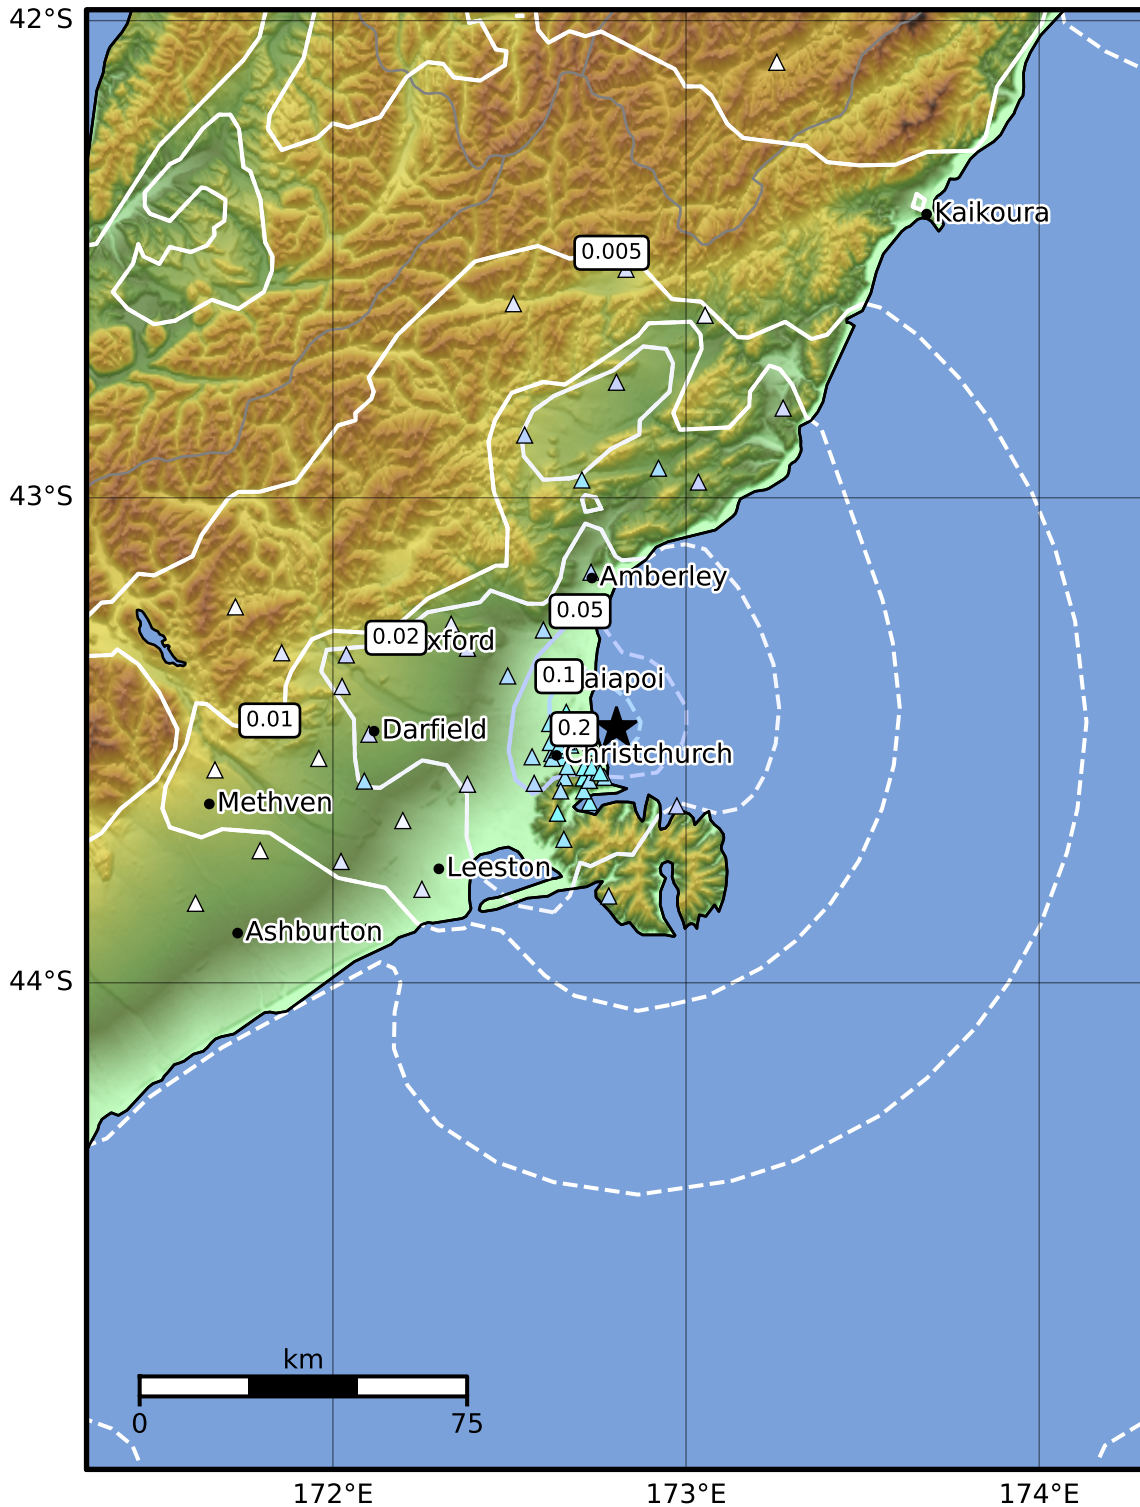 42°S
Kaikoura
0.005
43°S
Amberley
0.05
0.02
xford
0.1
aiapoi
0.01
Darfield
0.2
Christchurch
Methven
Leeston
Ashburton
44°S
km
0
75
172°E
173°E
174°E